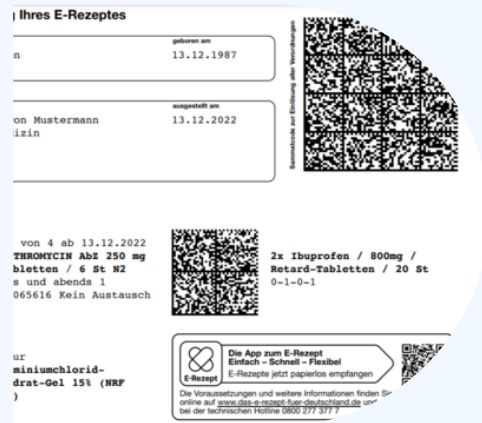 Ihres E-Rezeptes
geboren am
n
13.12.1987
ausgestellt am
on Mustermann
13.12.2022
izin
Sammelcode zur Einlösung aller Verordnungen
von 4 ab 13.12.2022
THROMYCIN AbZ 250 mg
bletten / 6 St N2
s und abends 1
065616 Kein Austausch
2x Ibuprofen / 800mg /
Retard-Tabletten / 20 St
0-1-0-1
ur
miniumchlorid-
drat-Gel 15% (NRF
)
E-Rezept
Die App zum E-Rezept
Einfach – Schnell – Flexibel
E-Rezepte jetzt papierlos empfangen
Die Voraussetzungen und weitere Informationen finden Si
online auf www.das-e-rezept-fuer-deutschland.de und
bei der technischen Hotline 0800 277 377 7